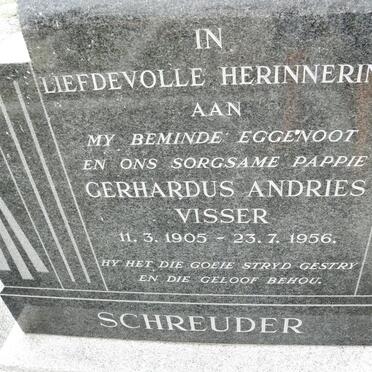 IN
LIEFDEVOLLE HERINNERIN
AAN
MY BEMINDE EGGENOOT
EN ONS SORGSAME PAPPIE
GERHARDUS ANDRIES
VISSER
11.3.1905 - 23.7.1956.
HY HET DIE GOEIE STRYD GESTRY
EN DIE GELOOF BEHOU.
SCHREUDER